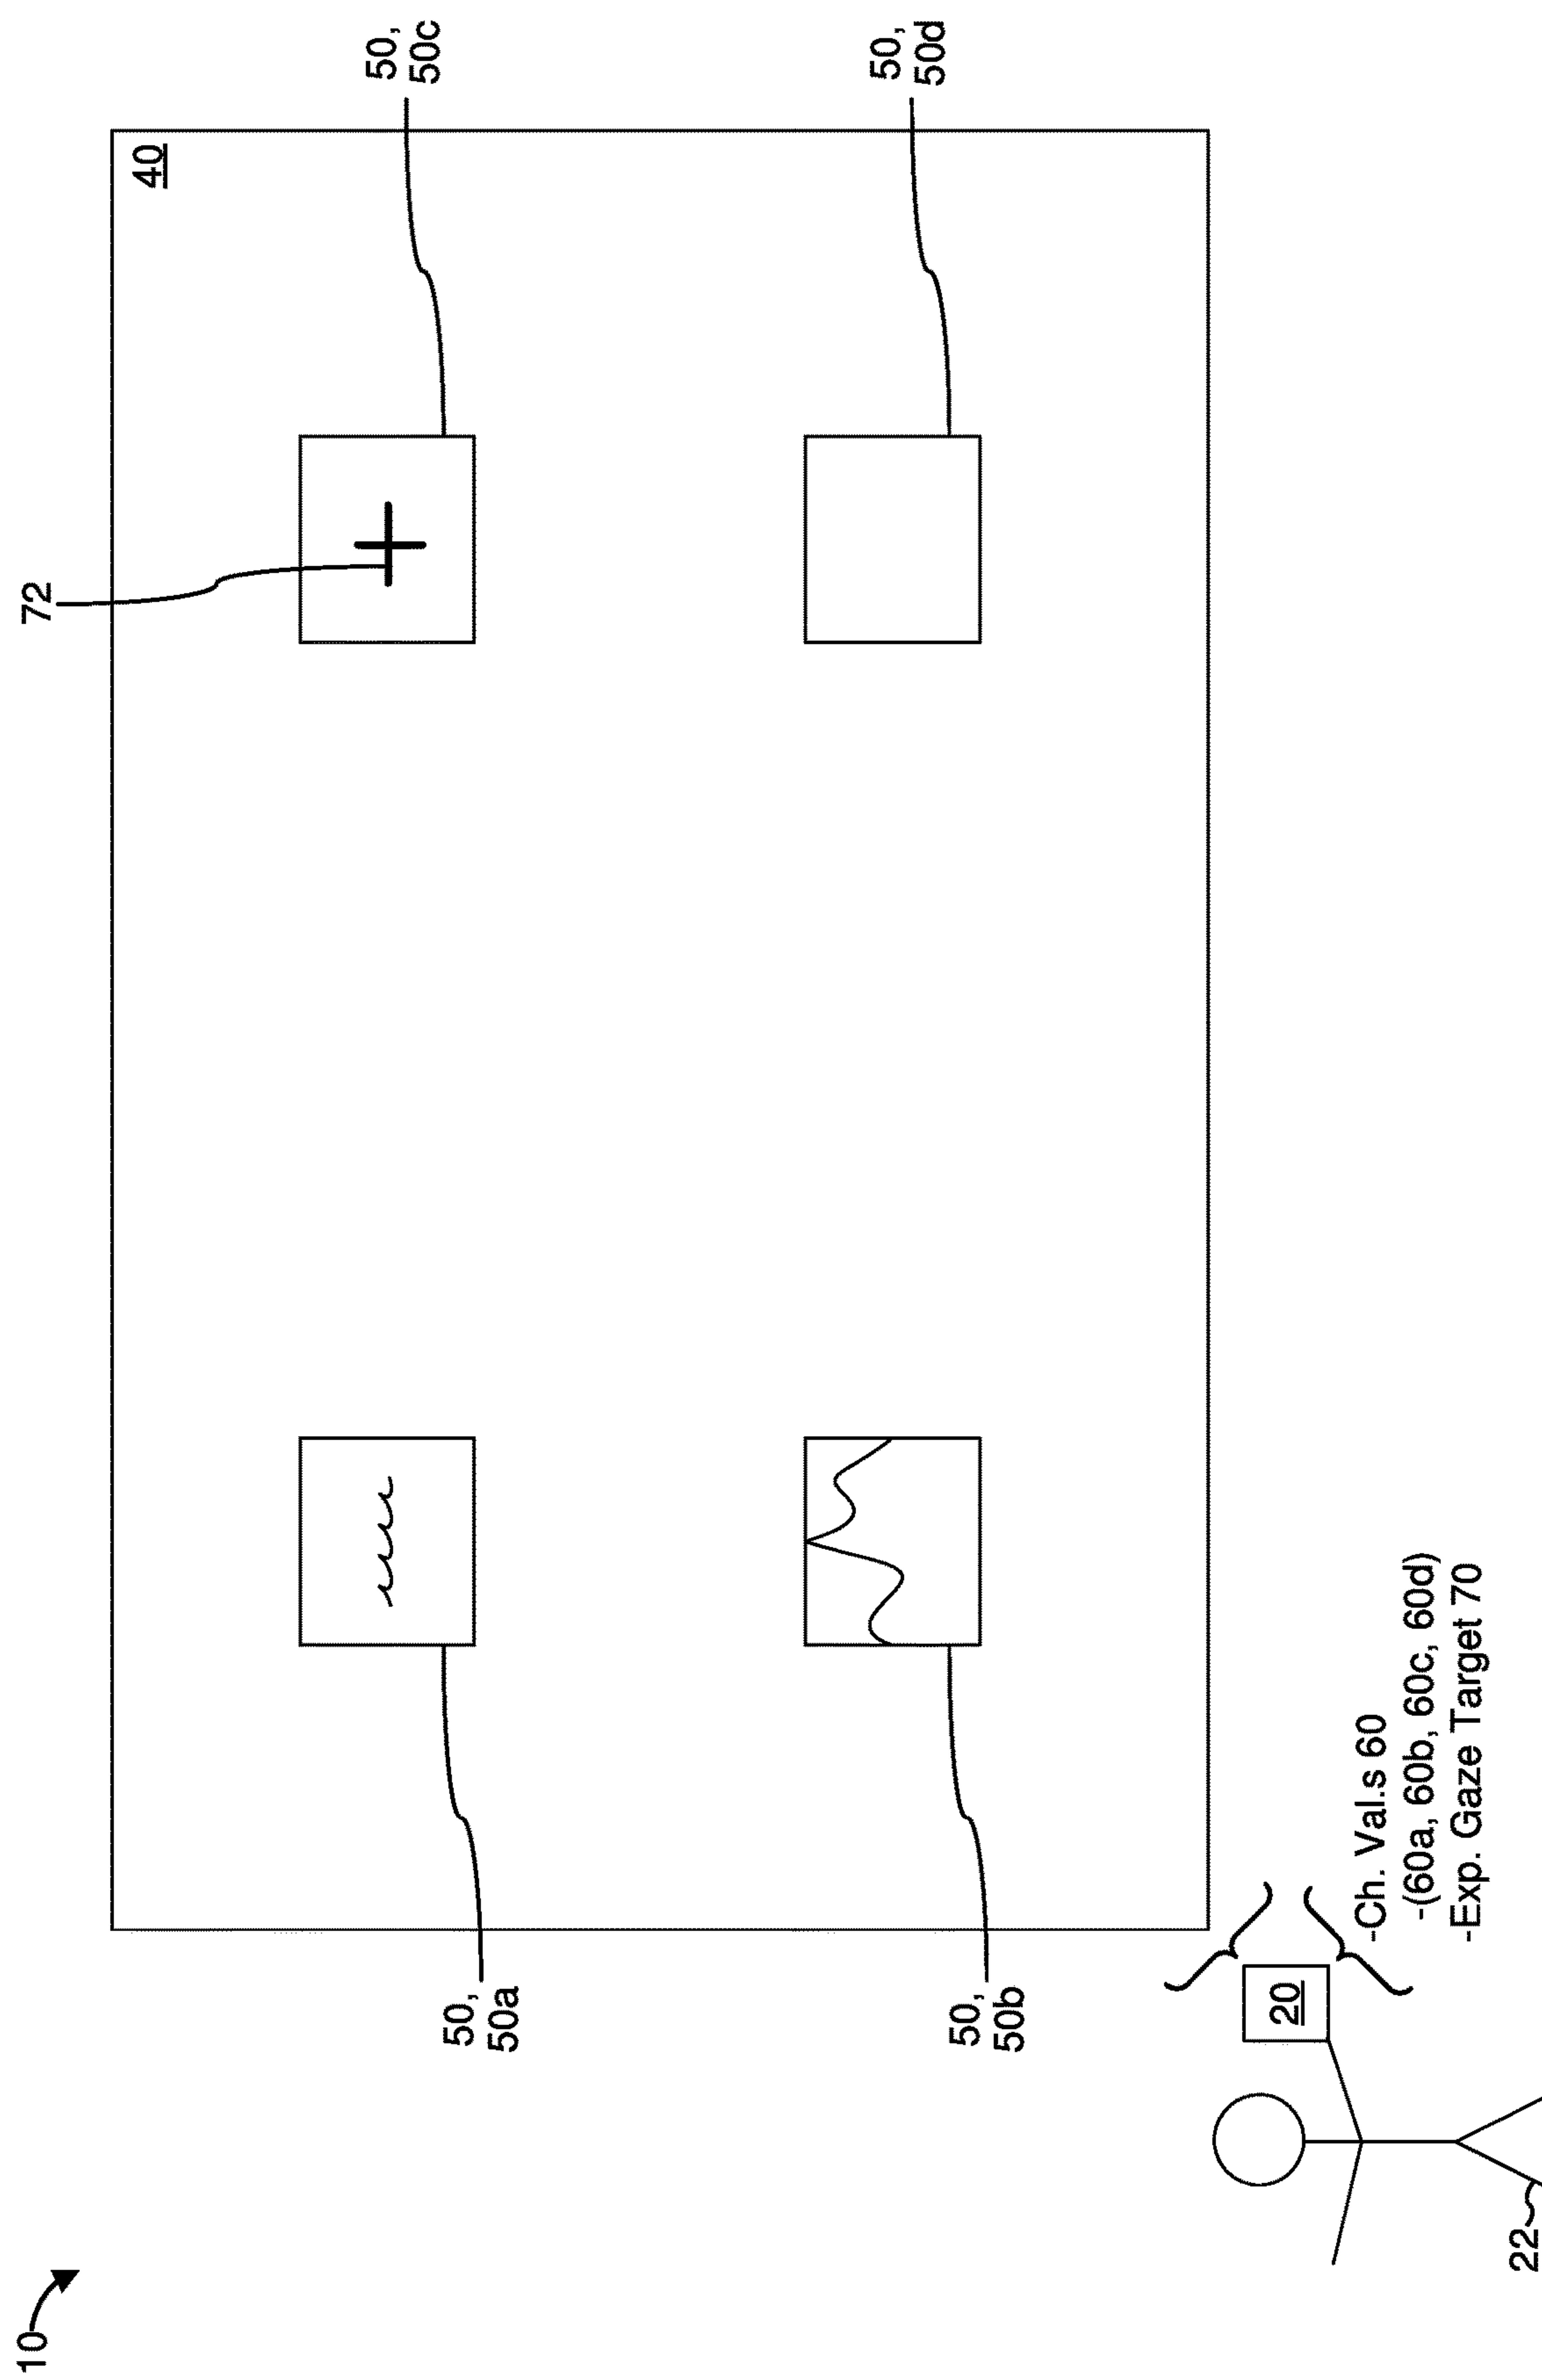 10
72
40
50,
50a
50,
50c
50,
50b
50,
50d
20
-Ch. Val.s 60
-(60a, 60b, 60c, 60d)
-Exp. Gaze Target 70
22